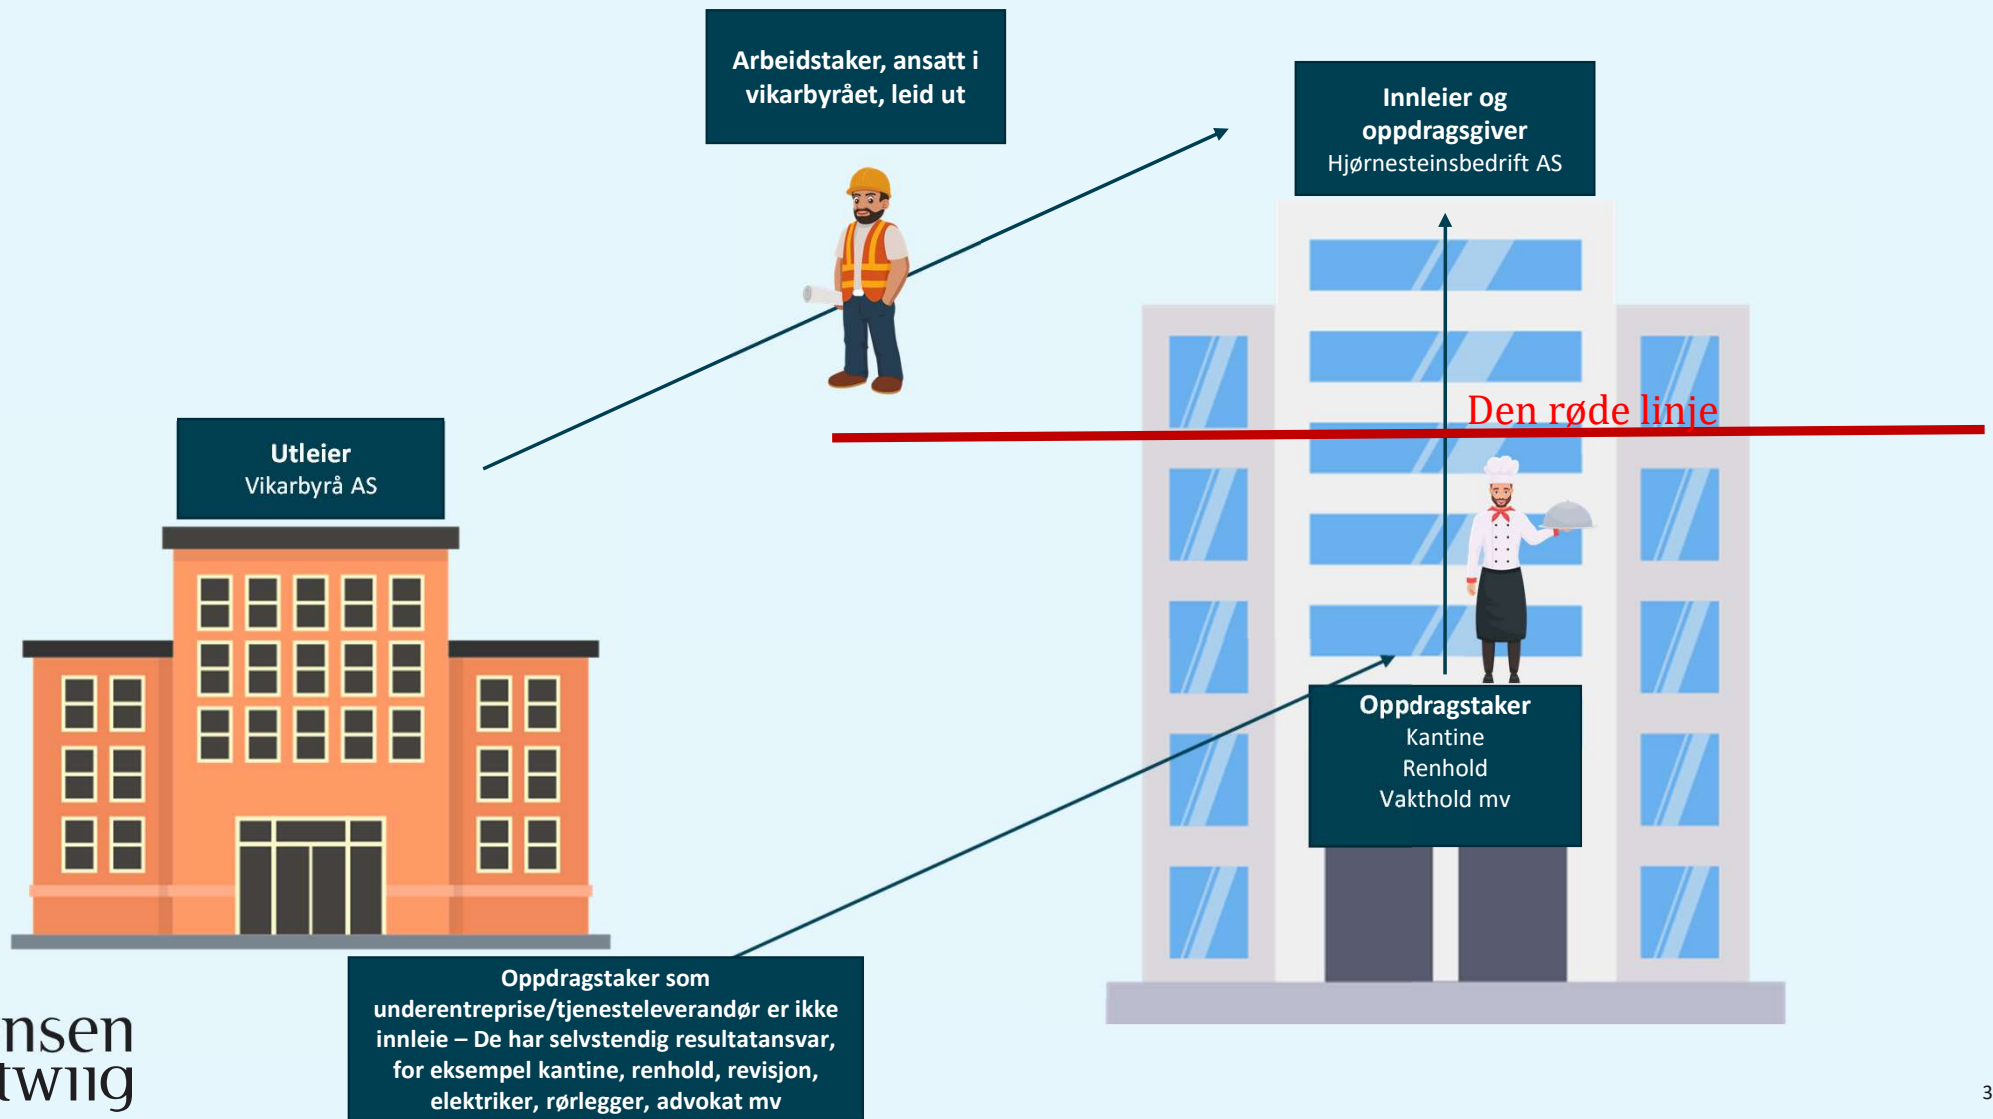 Arbeidstaker, ansatt i
vikarbyrået, leid ut
Innleier og
oppdragsgiver
Hjørnesteinsbedrift AS
Den røde linje
Utleier
Vikarbyrå AS
Oppdragstaker
Kantine
Renhold
Vakthold mv
Oppdragstaker som
underentreprise/tjenesteleverandør er ikke
innleie – De har selvstendig resultatansvar,
for eksempel kantine, renhold, revisjon,
elektriker, rørlegger, advokat mv
3